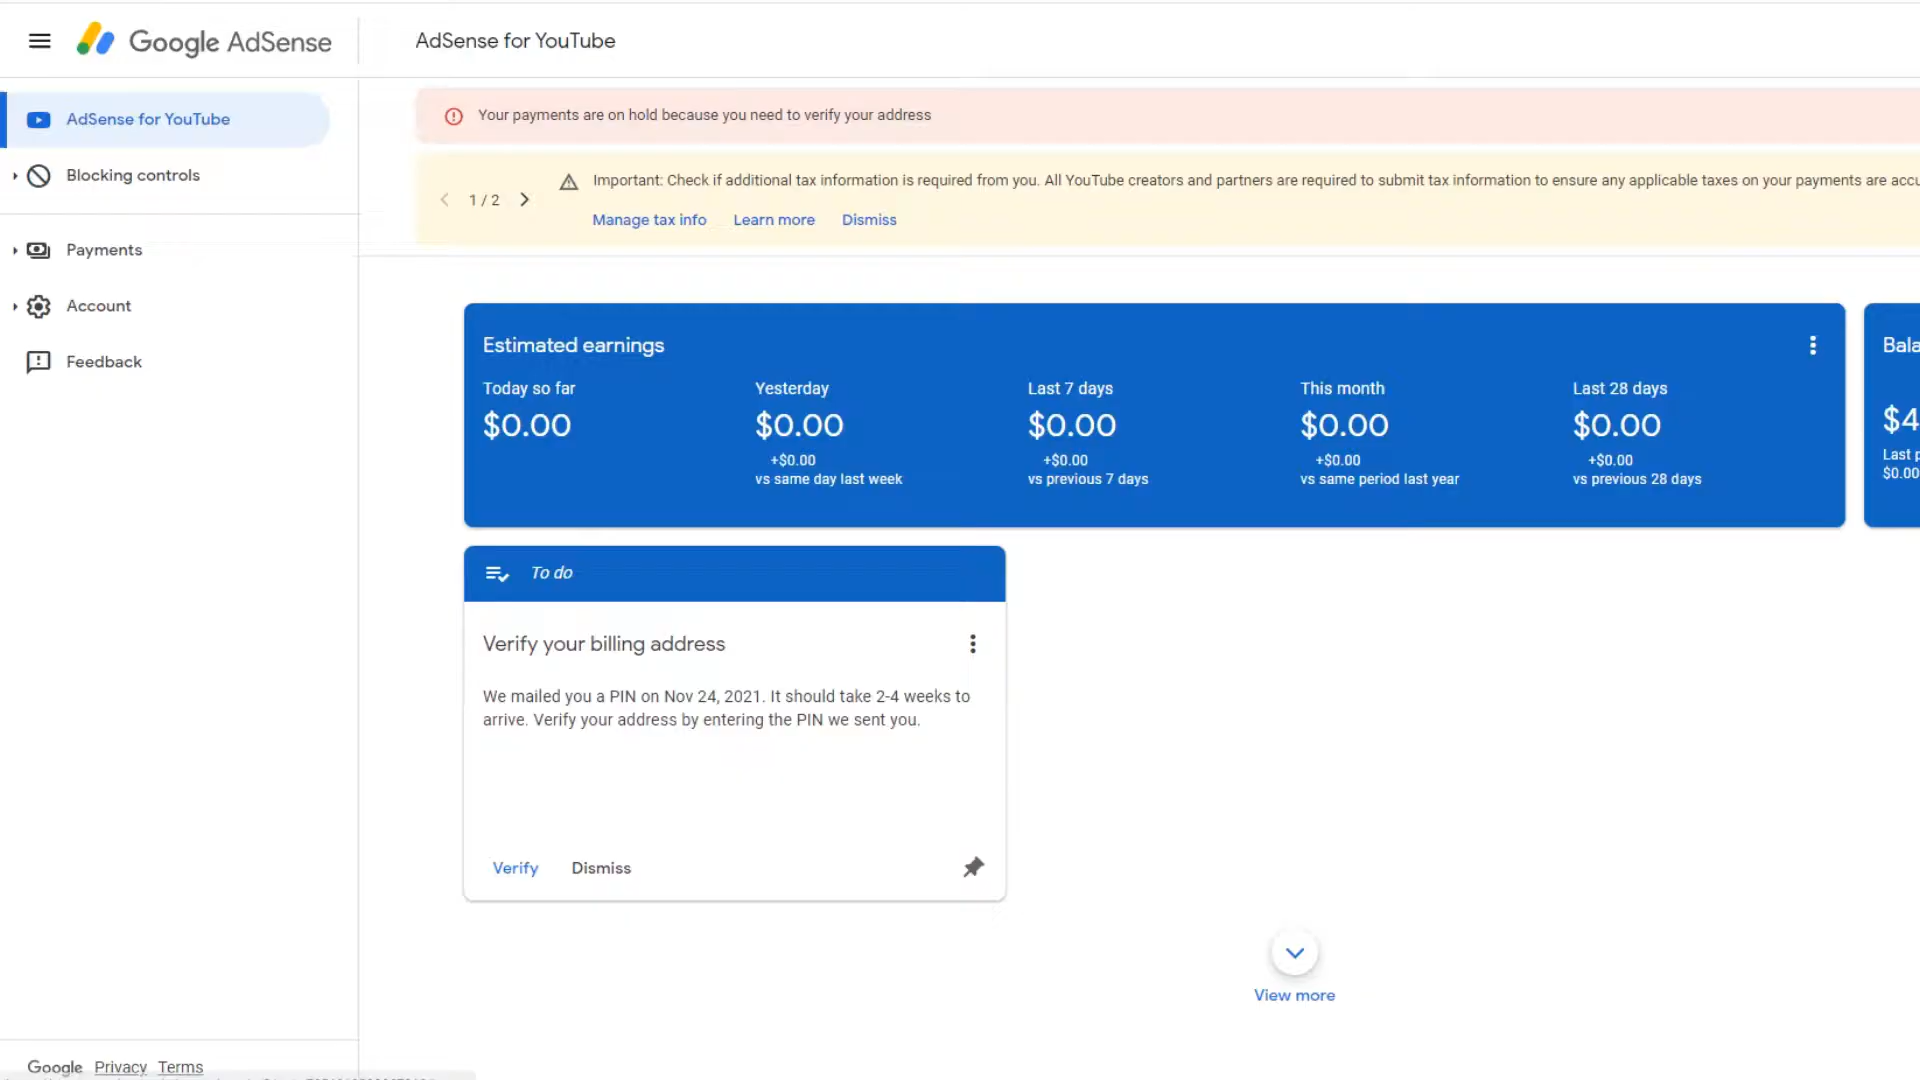 Google AdSense
AdSense for YouTube
AdSense for YouTube
Blocking controls
Payments
Account
Feedback
Your payments are on hold because you need to verify your address
1 / 2
Important: Check if additional tax information is required from you. All YouTube creators and partners are required to submit tax information to ensure any applicable taxes on your payments are accu
Manage tax info Learn more Dismiss
Estimated earnings
Today so far
$0.00
Yesterday
$0.00
+$0.00
vs same day last week
Last 7 days
$0.00
+$0.00
vs previous 7 days
This month
$0.00
+$0.00
vs same period last year
Last 28 days
$0.00
+$0.00
vs previous 28 days
Bala
$4
Last p
$0.00
To do
Verify your billing address
We mailed you a PIN on Nov 24, 2021. It should take 2-4 weeks to
arrive. Verify your address by entering the PIN we sent you.
Verify Dismiss
View more
Google Privacy Terms